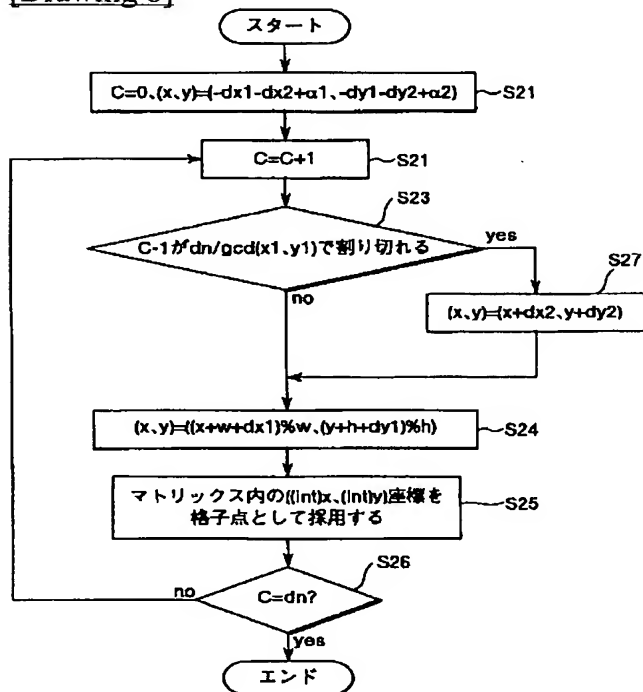 スタート
C=0、(x、y)=(-dx1-dx2+α1、-dy1-dy2+α2)
S21
C=C+1
S21
S23
C-1がdn/gcd(x1、y1)で割り切れる
yes
no
S27
(x、y)=(x+dx2、y+dy2)
(x、y)=((x+w+dx1)%w、(y+h+dy1)%h)
S24
マトリックス内の((int)x、(int)y)座標を
格子点として採用する
S25
S26
no
C=dn?
yes
エンド